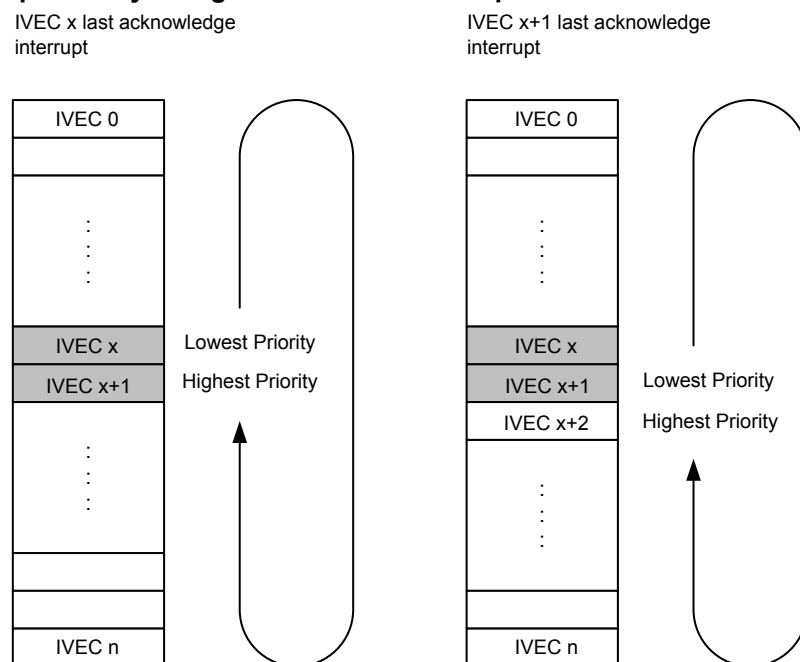 IVEC x last acknowledge
interrupt
IVEC 0
IVEC x
Lowest Priority
IVEC x+1
Highest Priority
IVEC n
IVEC x+1 last acknowledge
interrupt
IVEC 0
IVEC x
IVEC x+1
Lowest Priority
IVEC x+2
Highest Priority
IVEC n